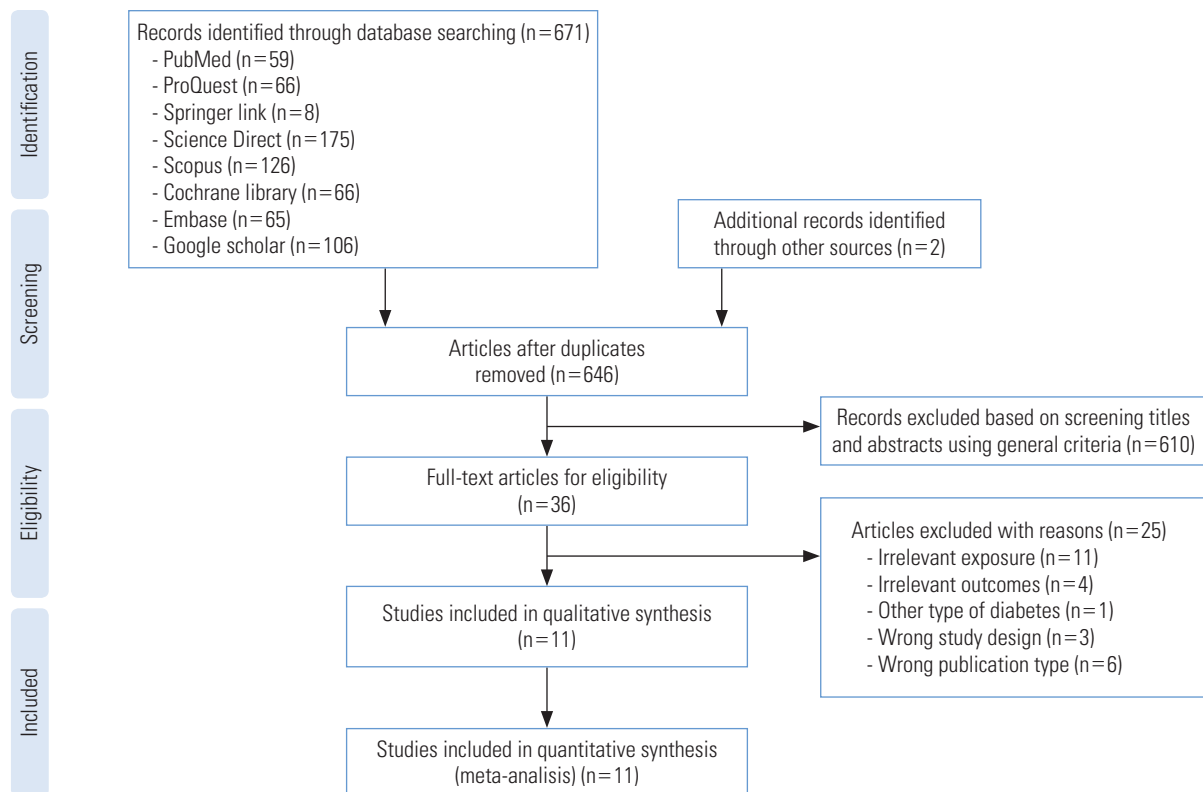 Identification
Records identified through database searching (n=671)
- PubMed (n=59)
- ProQuest (n=66)
- Springer link (n=8)
- Science Direct (n=175)
- Scopus (n=126)
- Cochrane library (n=66)
- Embase (n=65)
- Google scholar (n=106)
Additional records identified
through other sources (n=2)
Screening
Articles after duplicates
removed (n=646)
Records excluded based on screening titles
and abstracts using general criteria (n=610)
Eligibility
Full-text articles for eligibility
(n=36)
Articles excluded with reasons (n=25)
- Irrelevant exposure (n=11)
- Irrelevant outcomes (n=4)
- Other type of diabetes (n=1)
- Wrong study design (n=3)
- Wrong publication type (n=6)
Included
Studies included in qualitative synthesis
(n=11)
Studies included in quantitative synthesis
(meta-analisis) (n=11)